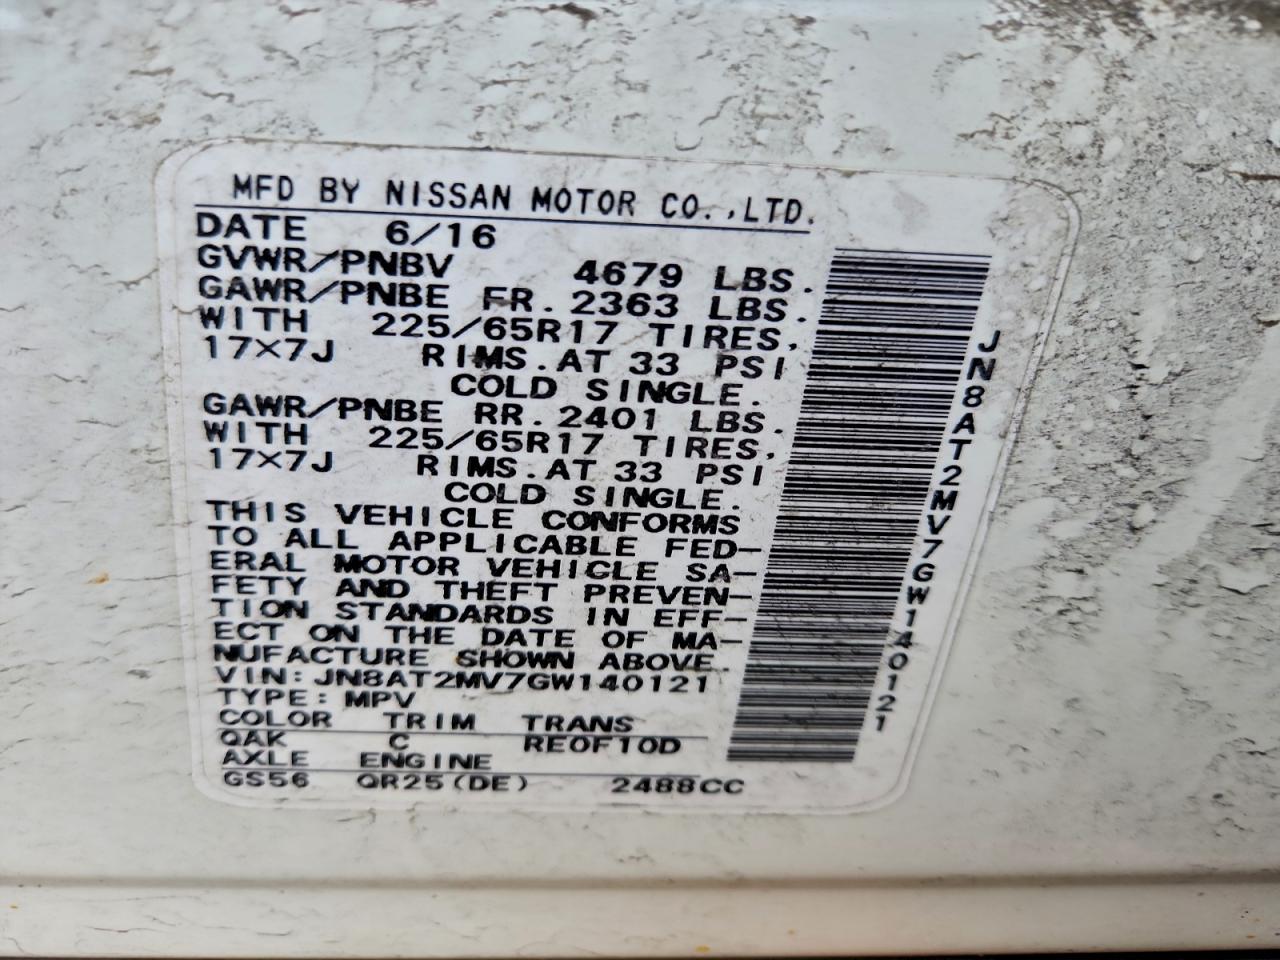 MFD BY NISSAN MOTOR CO.,LTD.
DATE 6/16
GVWR/PNBV 4679 LBS.
GAWR/PNBE FR. 2363 LBS.
WITH 225/65R17 TIRES,
17×7J RIMS.AT 33 PSI
COLD SINGLE.
GAWR/PNBE RR. 2401 LBS.
WITH 225/65R17 TIRES,
17×7J RIMS.AT 33 PSI
COLD SINGLE.
THIS VEHICLE CONFORMS
TO ALL APPLICABLE FED-
ERAL MOTOR VEHICLE SA-
FETY AND THEFT PREVEN-
TION STANDARDS IN EFF-
ECT ON THE DATE OF MA-
NUFACTURE SHOWN ABOVE.
VIN: JN8AT2MV7GW140121
TYPE: MPV
COLOR TRIM TRANS
QAK C RE0F10D
AXLE ENGINE
GS56 QR25(DE) 2488CC
JN8AT2MV7GW140121